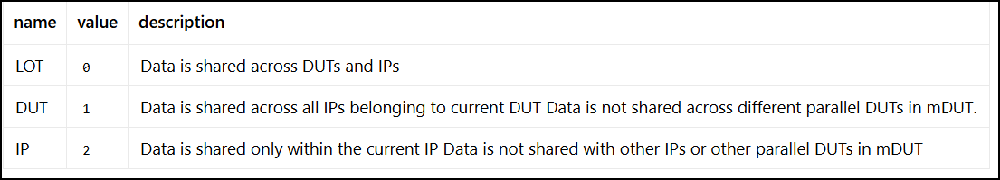 name value description
LOT 0 Data is shared across DUTs and IPs
DUT 1 Data is shared across all IPs belonging to current DUT Data is not shared across different parallel DUTs in mDUT.
IP 2 Data is shared only within the current IP Data is not shared with other IPs or other parallel DUTs in mDUT